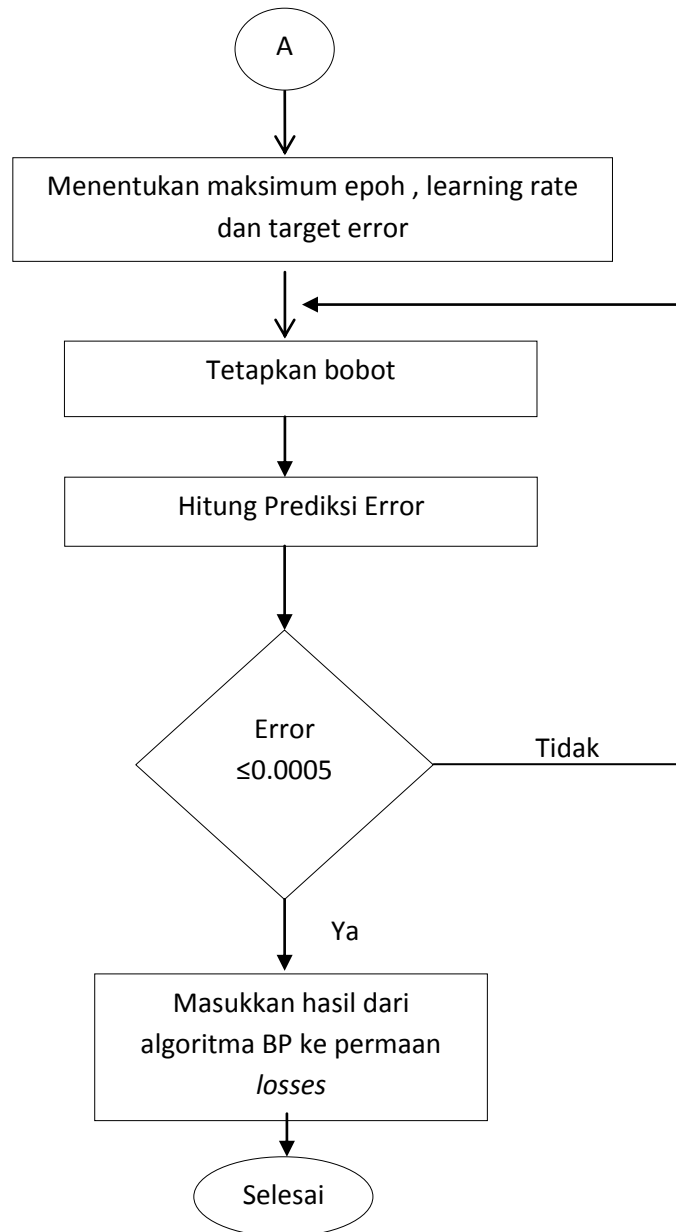 A
Menentukan maksimum epoh , learning rate
dan target error
Tetapkan bobot
Hitung Prediksi Error
Error
≤0.0005
Tidak
Ya
Masukkan hasil dari
algoritma BP ke permaan
losses
Selesai